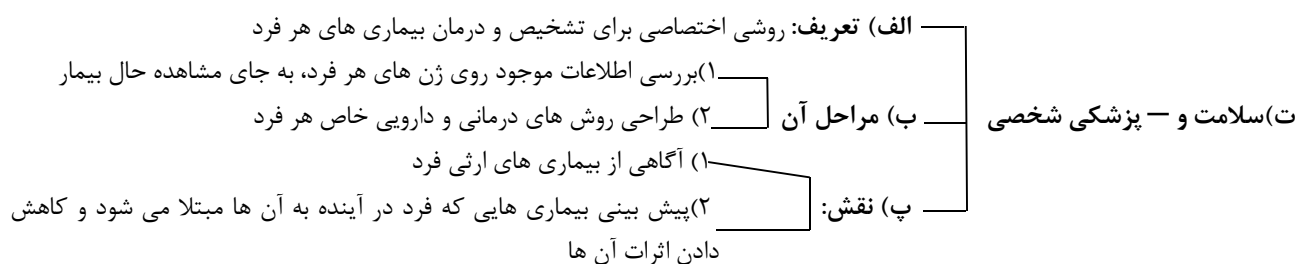 الف) تعریف: روشی اختصاصی برای تشخیص و درمان بیماری های هر فرد
۱)بررسی اطلاعات موجود روی ژن های هر فرد، به جای مشاهده حال بیمار
ت)سلامت و – پزشکی شخصی ب) مراحل آن ۲) طراحی روش های درمانی و دارویی خاص هر فرد
۱) آگاهی از بیماری های ارثی فرد
پ) نقش: ۲)پیش بینی بیماری هایی که فرد در آینده به آن ها مبتلا می شود و کاهش
دادن اثرات آن ها